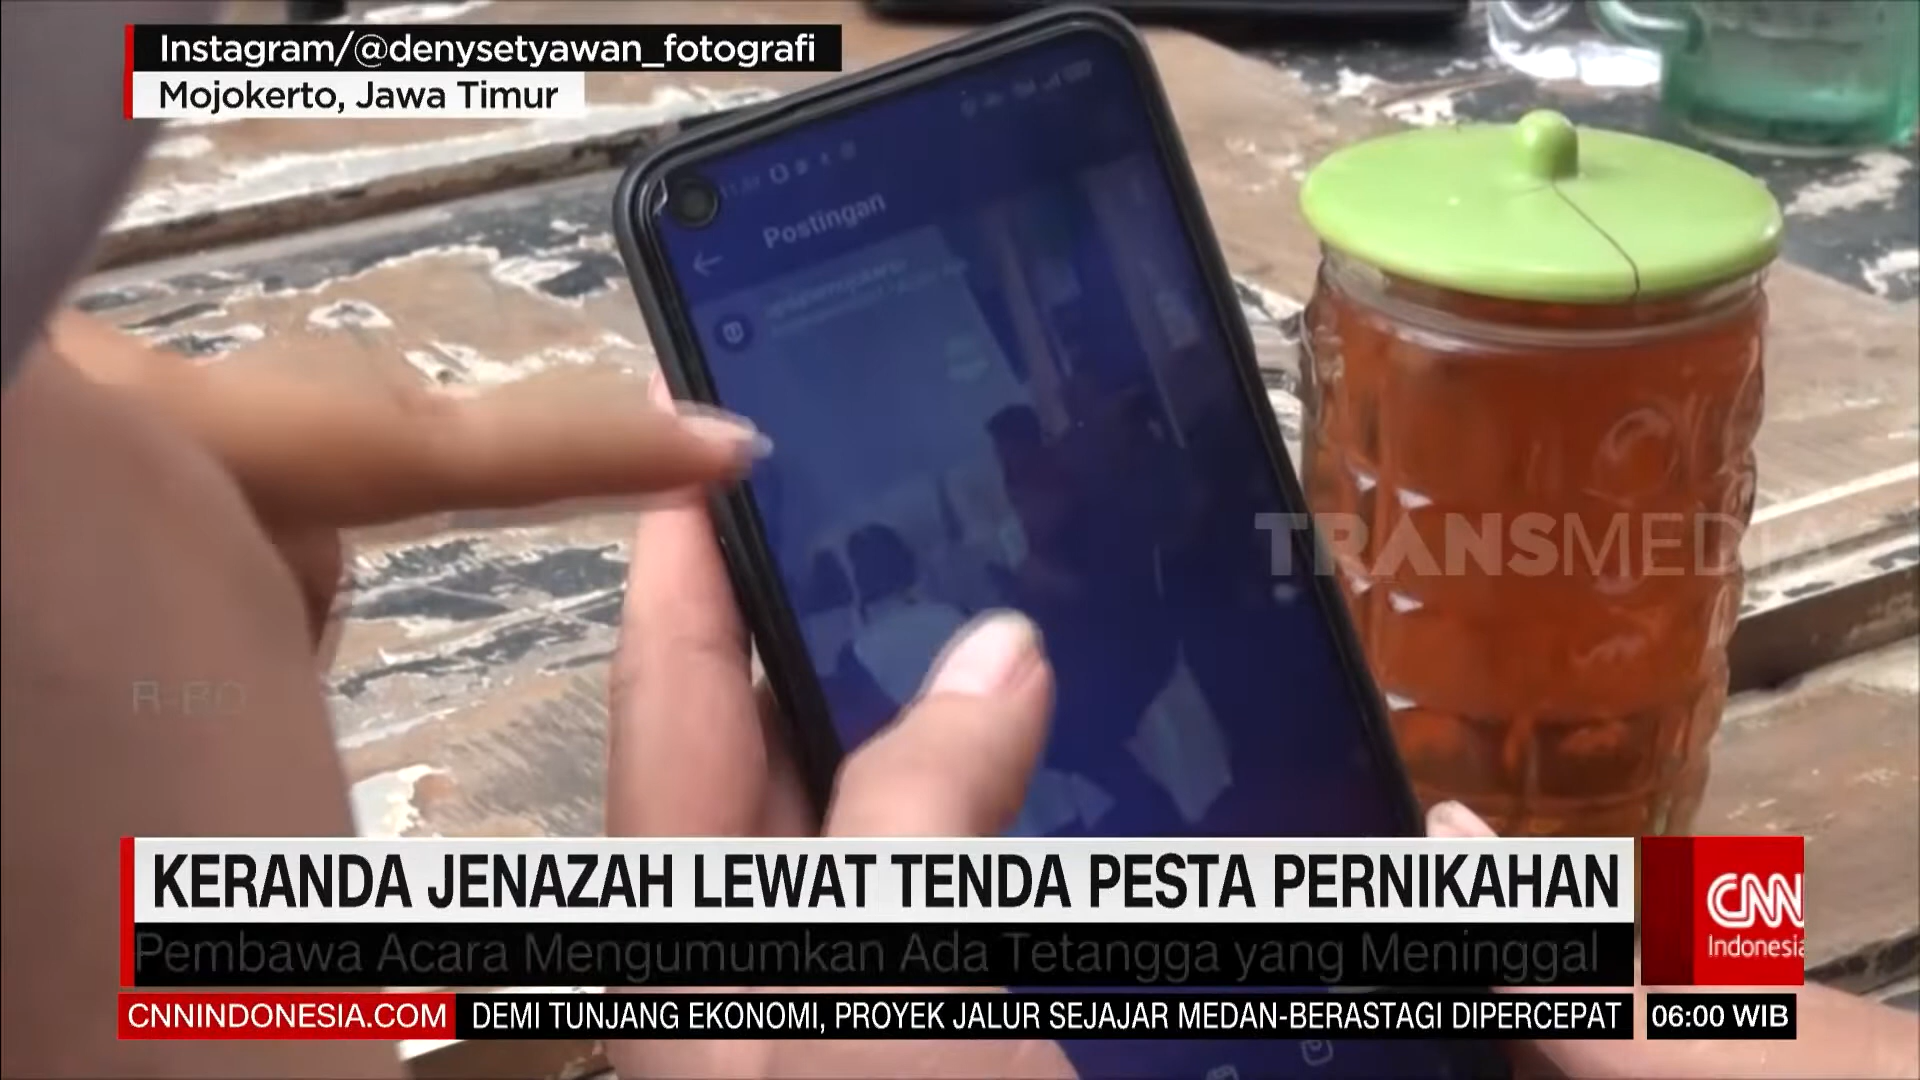 Instagram/@denysetyawan_fotografi
Mojokerto, Jawa Timur
Postingan
TRANSMEDIA
KERANDA JENAZAH LEWAT TENDA PESTA PERNIKAHAN
Pembawa Acara Mengumumkan Ada Tetangga yang Meninggal
CNN
Indonesia
CNNINDONESIA.COM
DEMI TUNJANG EKONOMI, PROYEK JALUR SEJAJAR MEDAN-BERASTAGI DIPERCEPAT
06:00 WIB